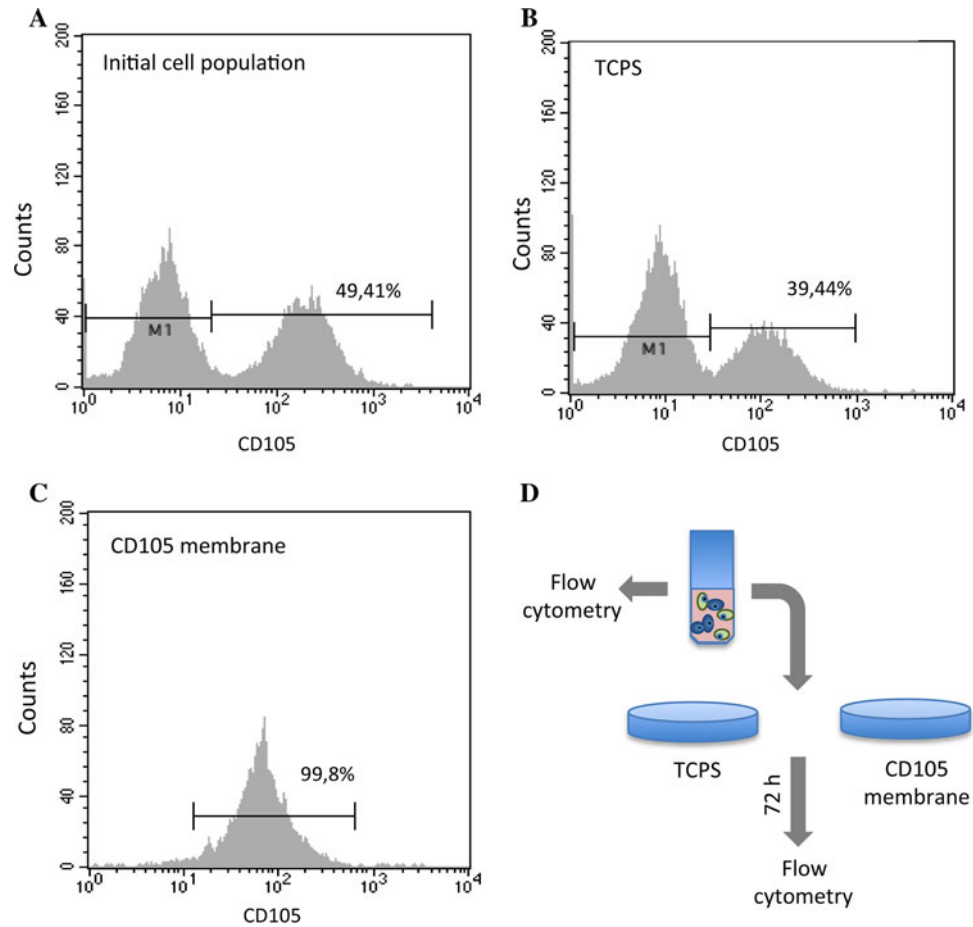 A
Initial cell population
200
160
120
80
40
0
Counts
M1
49,41%
10^0 10^1 10^2 10^3 10^4
CD105
B
TCPS
200
160
120
80
40
0
Counts
M1
39,44%
10^0 10^1 10^2 10^3 10^4
CD105
C
CD105 membrane
200
160
120
80
40
0
Counts
99,8%
10^0 10^1 10^2 10^3 10^4
CD105
D
Flow
cytometry
TCPS
CD105
membrane
72 h
Flow
cytometry